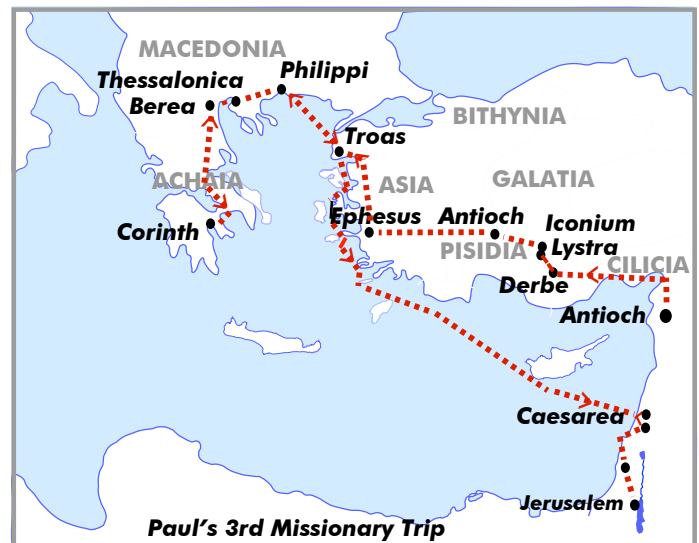 MACEDONIA
Philippi
Thessalonica
Berea
BITHYNIA
Troas
ACHAIA
ASIA
GALATIA
Corinth
Ephesus
Antioch
Iconium
Lystra
PISIDIA
CILICIA
Derbe
Antioch
Caesarea
Jerusalem
Paul's 3rd Missionary Trip